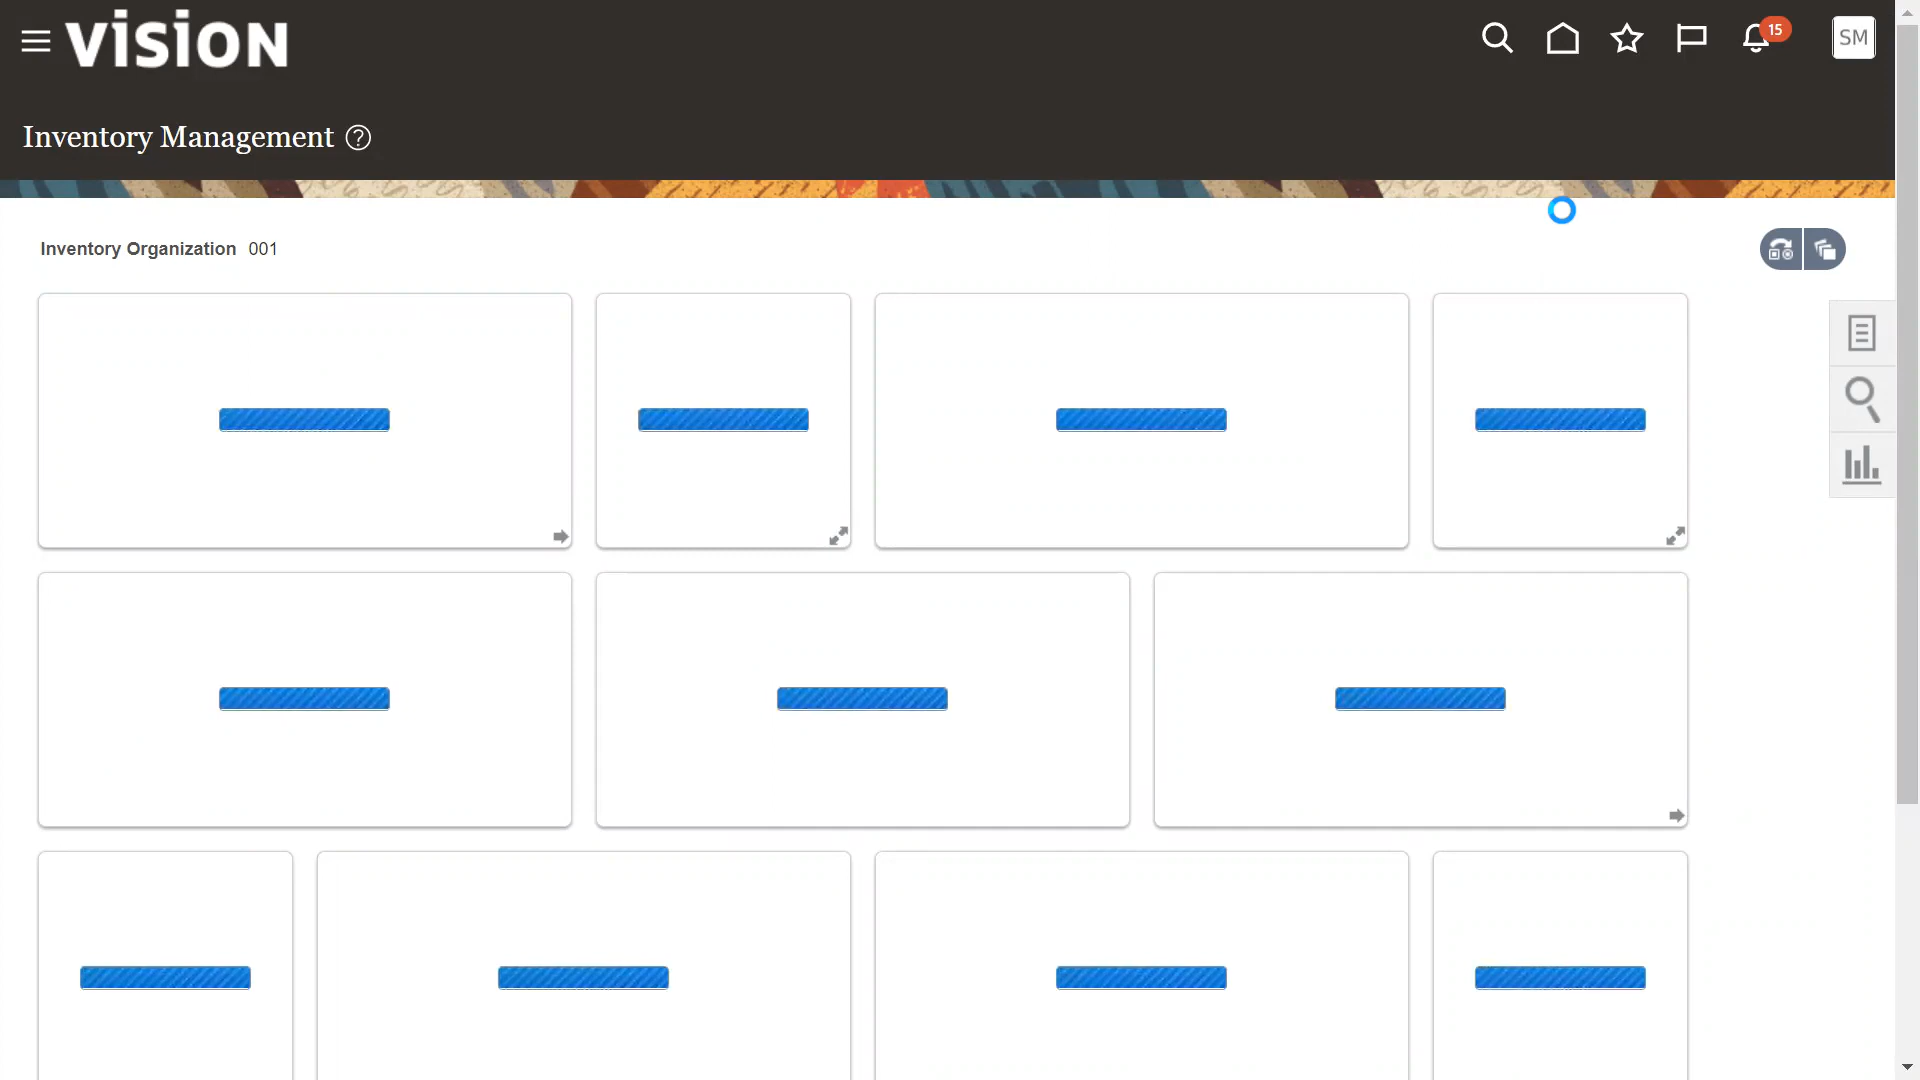 vision
15
SM
Inventory Management ?
Inventory Organization 001